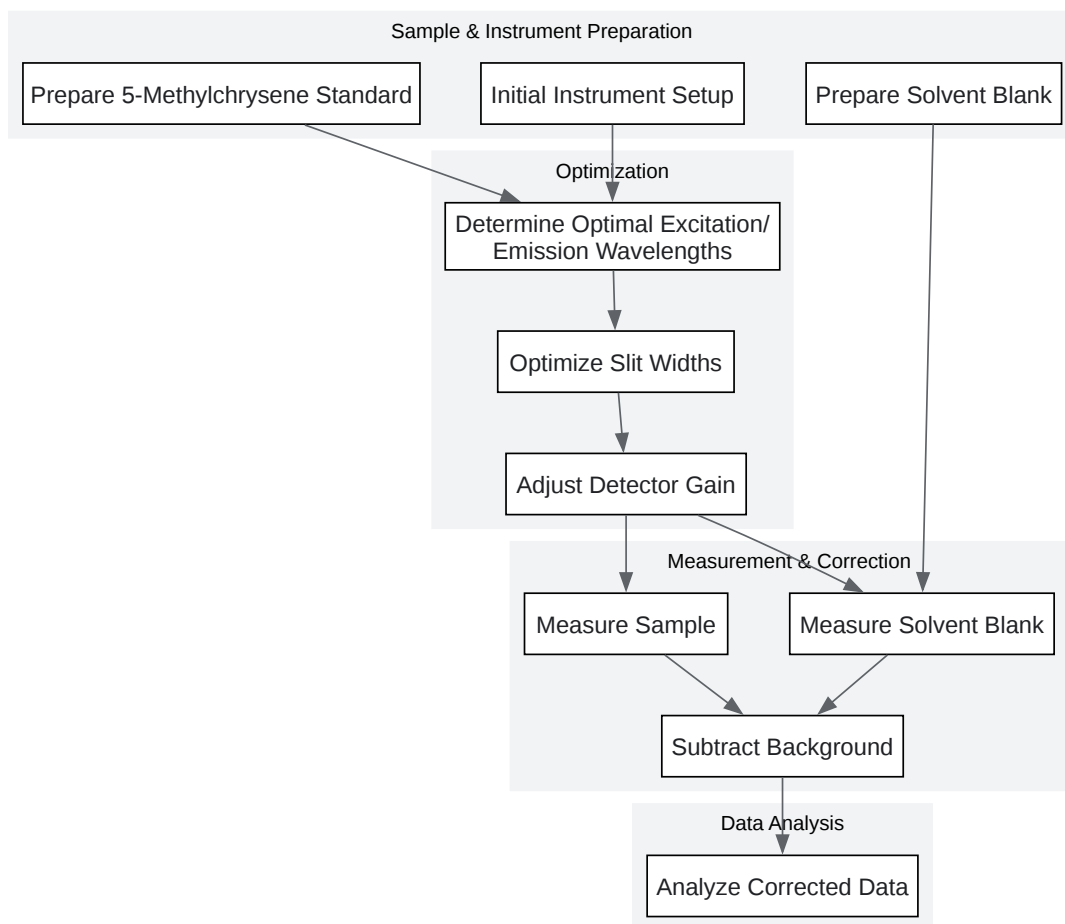 Sample & Instrument Preparation
Prepare 5-Methylchrysene Standard
Initial Instrument Setup
Prepare Solvent Blank
Optimization
Determine Optimal Excitation/
Emission Wavelengths
Optimize Slit Widths
Adjust Detector Gain
Measurement & Correction
Measure Sample
Measure Solvent Blank
Subtract Background
Data Analysis
Analyze Corrected Data